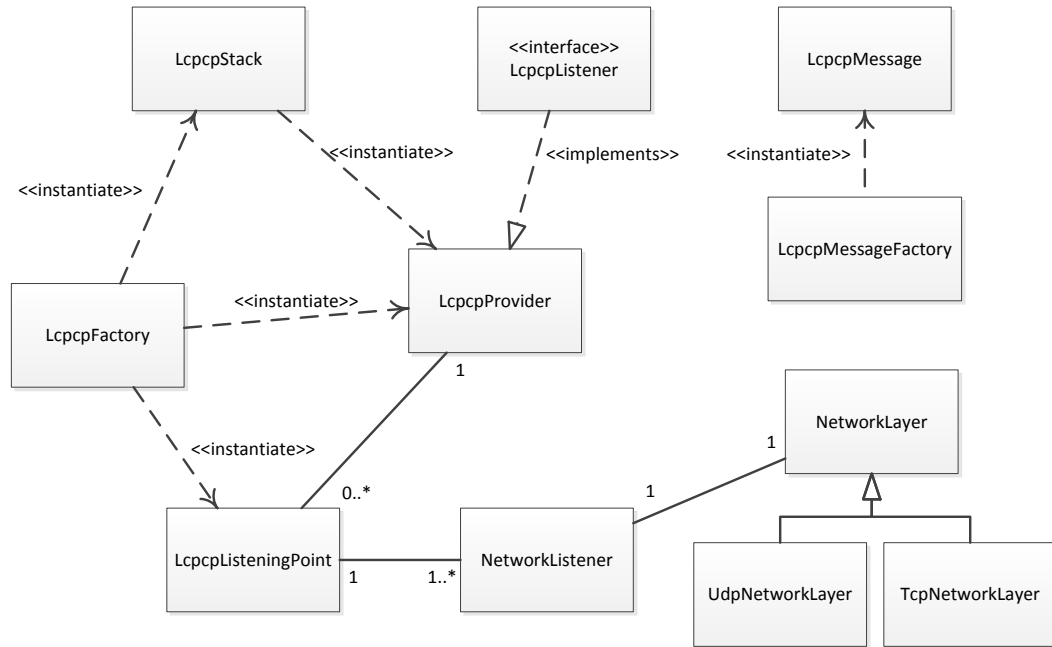 LcpcpStack
<<interface>>
LcpcpListener
LcpcpMessage
<<instantiate>>
<<implements>>
<<instantiate>>
<<instantiate>>
LcpcpMessageFactory
LcpcpProvider
<<instantiate>>
LcpcpFactory
1
NetworkLayer
<<instantiate>>
1
0..*
1
LcpcpListeningPoint
NetworkListener
1
1..*
UdpNetworkLayer
TcpNetworkLayer